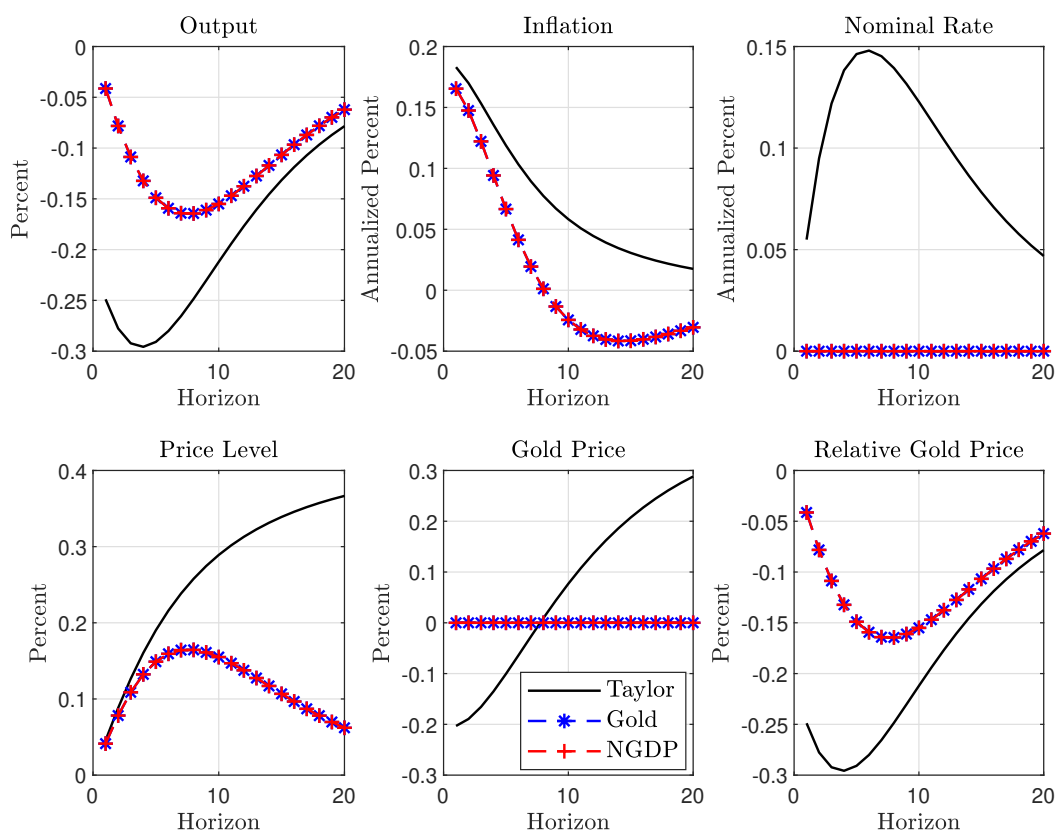 Output
Inflation
Nominal Rate
0
-0.05
-0.1
-0.15
-0.2
-0.25
-0.3
0
10
20
Percent
Horizon
0.2
0.15
0.1
0.05
0
-0.05
0
10
20
Annualized Percent
Horizon
0.15
0.1
0.05
0
0
10
20
Annualized Percent
Horizon
Price Level
Gold Price
Relative Gold Price
0.4
0.3
0.2
0.1
0
0
10
20
Percent
Horizon
0.3
0.2
0.1
0
-0.1
-0.2
-0.3
0
10
20
Percent
Horizon
Taylor
Gold
NGDP
0
-0.05
-0.1
-0.15
-0.2
-0.25
-0.3
0
10
20
Percent
Horizon